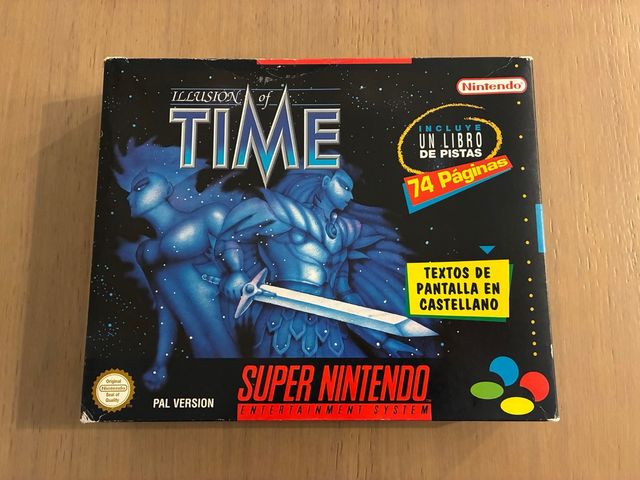 ILLUSION of
TIME
Nintendo
INCLUYE
UN LIBRO
DE PISTAS
74 Páginas
TEXTOS DE
PANTALLA EN
CASTELLANO
Original
Nintendo
Seal of
Quality
PAL VERSION
SUPER NINTENDO
ENTERTAINMENT SYSTEM